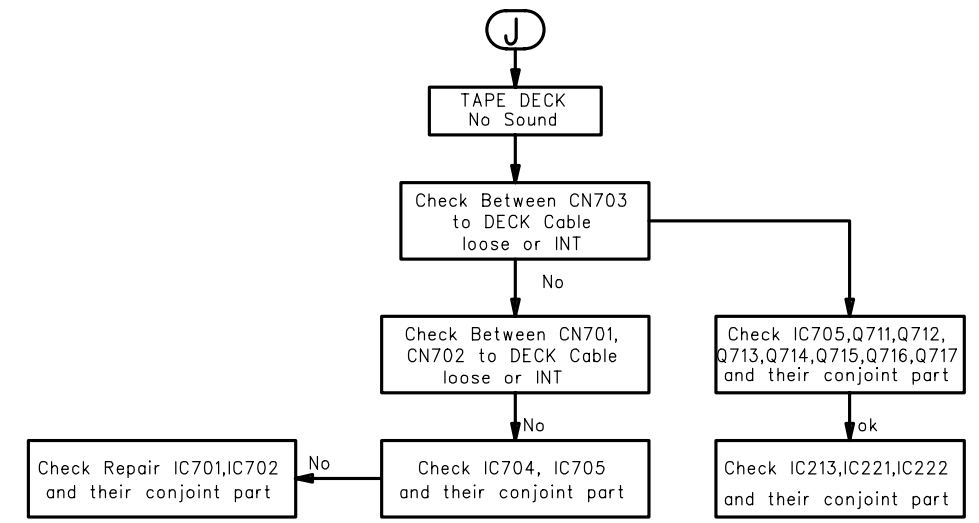 J
TAPE DECK
No Sound
Check Between CN703
to DECK Cable
loose or INT
No
Check Between CN701,
CN702 to DECK Cable
loose or INT
Check IC705,Q711,Q712,
Q713,Q714,Q715,Q716,Q717
and their conjoint part
No
ok
Check Repair IC701,IC702
and their conjoint part
No
Check IC704, IC705
and their conjoint part
Check IC213,IC221,IC222
and their conjoint part